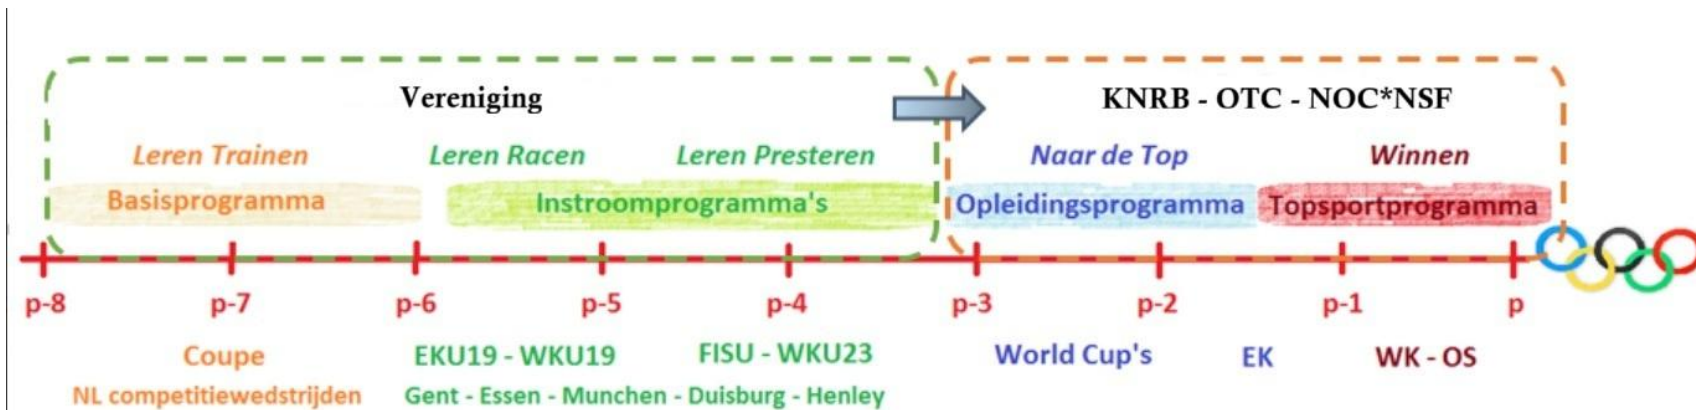 Vereniging
KNRB - OTC - NOC*NSF
Leren Trainen
Leren Racen
Leren Presteren
Naar de Top
Winnen
Basisprogramma
Instroomprogramma's
Opleidingsprogramma
Topsportprogramma
p-8
p-7
p-6
p-5
p-4
p-3
p-2
p-1
p
Coupe
EKU19 - WKU19
FISU - WKU23
World Cup's
EK
WK - OS
NL competitiewedstrijden
Gent - Essen - Munchen - Duisburg - Henley